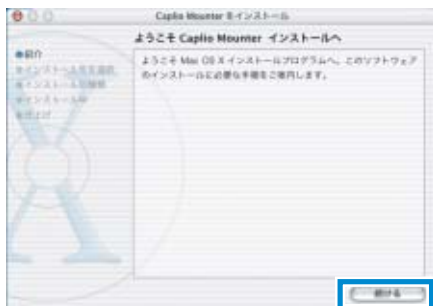 Caplio Mounter をインストール
ようこそ Caplio Mounter インストールへ
紹介
ようこそ Mac OS X インストールプログラムへ。このソフトウェア
のインストールに必要な手順をご案内します。
続ける